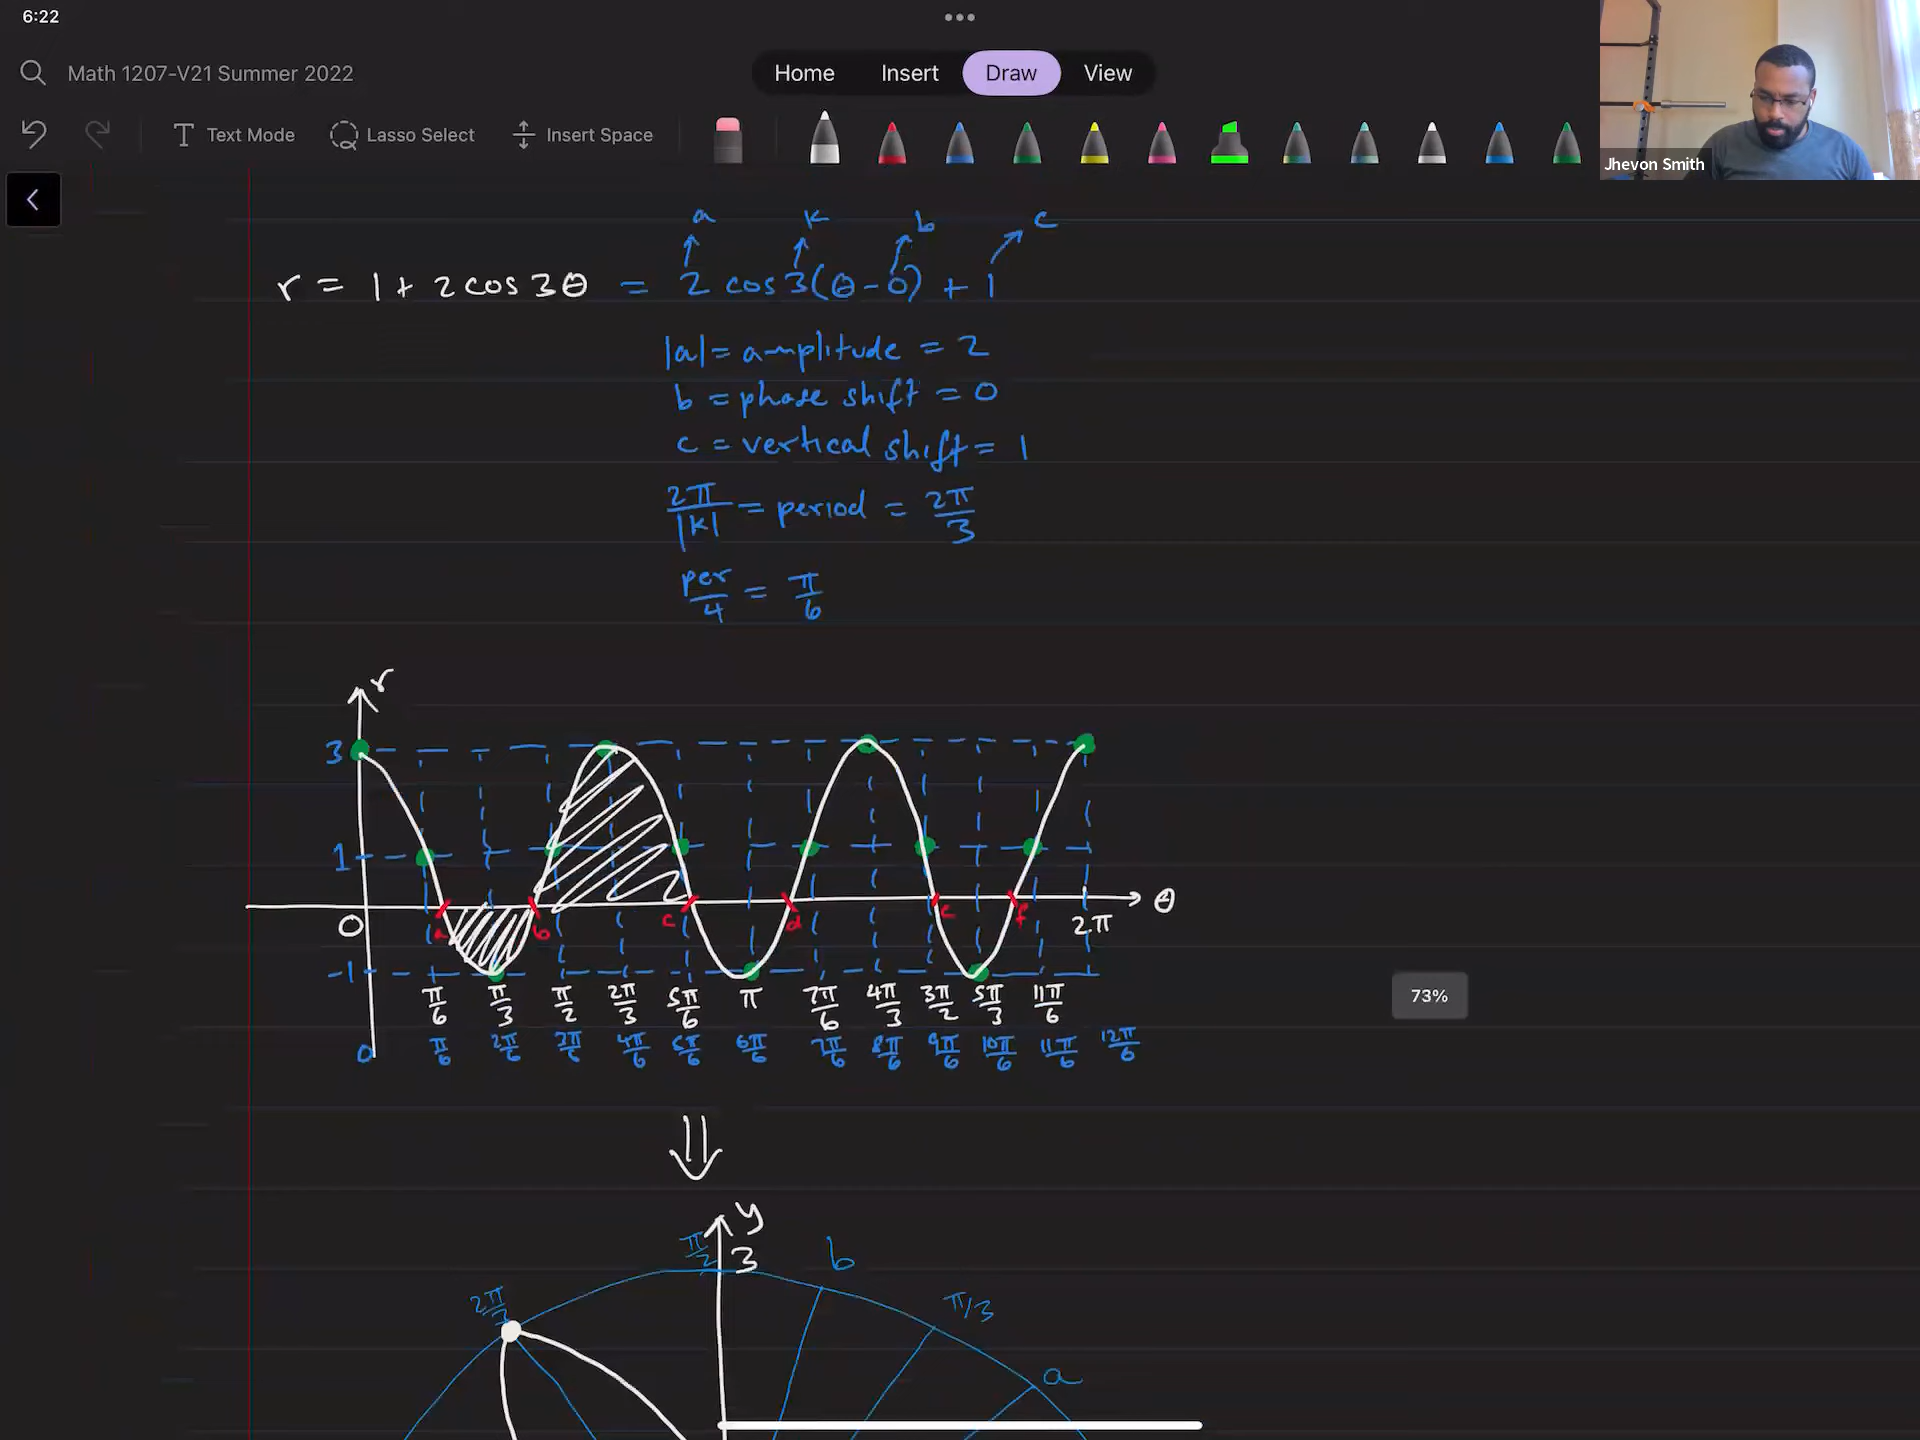 6:22
Math 1207-V21 Summer 2022
Home Insert Draw View
Text Mode Lasso Select Insert Space
Jhevon Smith
a k b c
r = 1 + 2 cos 3θ = 2 cos 3(θ - 0) + 1
|a| = amplitude = 2
b = phase shift = 0
c = vertical shift = 1
2π/|k| = period = 2π/3
per/4 = π/6
r
3
1
a b c d e f θ
0 2π
-1
π/6 π/3 π/2 2π/3 5π/6 π 7π/6 4π/3 3π/2 5π/3 11π/6
0 π/6 2π/6 3π/6 4π/6 5π/6 6π/6 7π/6 8π/6 9π/6 10π/6 11π/6 12π/6
73%
⇓
y
π/2 3 b
2π/3 π/3
a